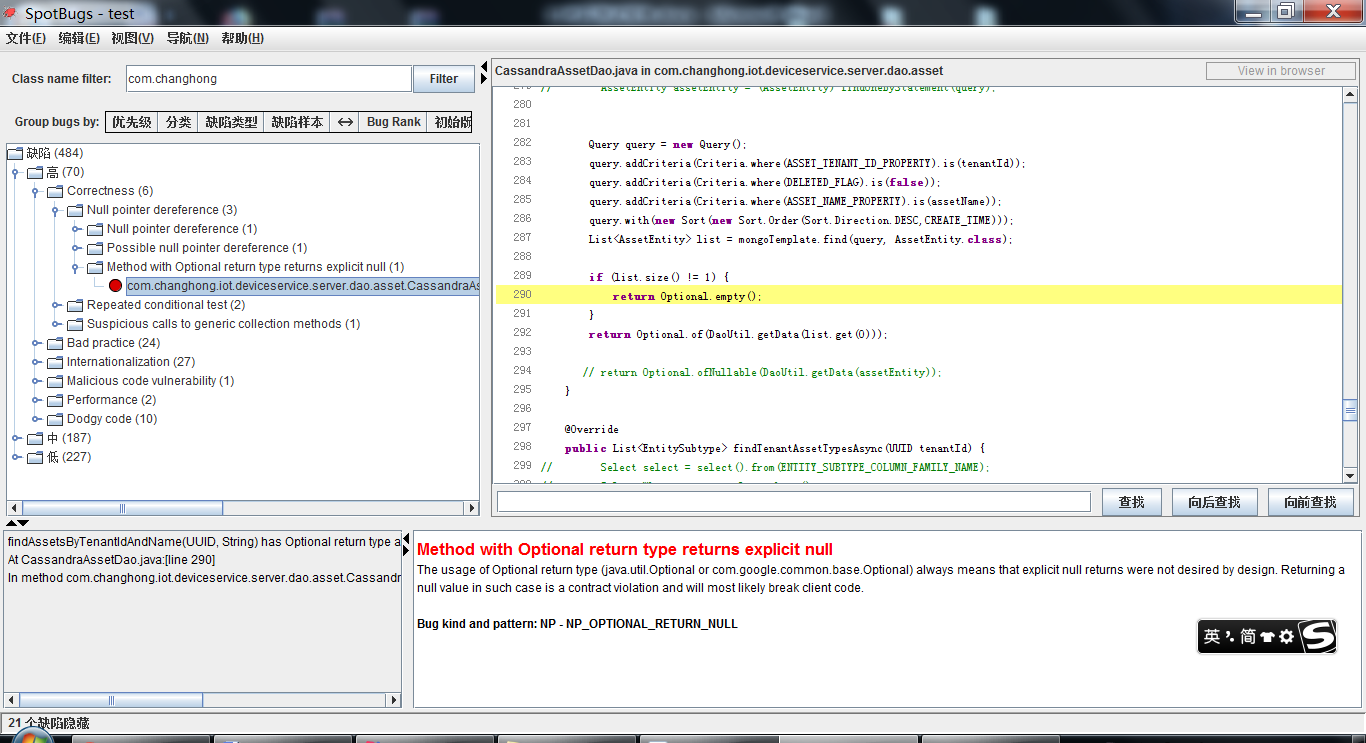 SpotBugs - test
文件(F) 编辑(E) 视图(V) 导航(N) 帮助(H)
Class name filter: com.changhong Filter
Group bugs by: 优先级 分类 缺陷类型 缺陷样本 <-> Bug Rank 初始版
缺陷 (484)
高 (70)
Correctness (6)
Null pointer dereference (3)
Null pointer dereference (1)
Possible null pointer dereference (1)
Method with Optional return type returns explicit null (1)
com.changhong.iot.deviceservice.server.dao.asset.CassandraAs
Repeated conditional test (2)
Suspicious calls to generic collection methods (1)
Bad practice (24)
Internationalization (27)
Malicious code vulnerability (1)
Performance (2)
Dodgy code (10)
中 (187)
低 (227)
CassandraAssetDao.java in com.changhong.iot.deviceservice.server.dao.asset View in browser
279 // AssetEntity assetEntity = (AssetEntity) findOneByStatement(query);
280
281
282 Query query = new Query();
283 query.addCriteria(Criteria.where(ASSET_TENANT_ID_PROPERTY).is(tenantId));
284 query.addCriteria(Criteria.where(DELETED_FLAG).is(false));
285 query.addCriteria(Criteria.where(ASSET_NAME_PROPERTY).is(assetName));
286 query.with(new Sort(new Sort.Order(Sort.Direction.DESC,CREATE_TIME)));
287 List<AssetEntity> list = mongoTemplate.find(query, AssetEntity.class);
288
289 if (list.size() != 1) {
290 return Optional.empty();
291 }
292 return Optional.of(DaoUtil.getData(list.get(0)));
293
294 // return Optional.ofNullable(DaoUtil.getData(assetEntity));
295 }
296
297 @Override
298 public List<EntitySubtype> findTenantAssetTypesAsync(UUID tenantId) {
299 // Select select = select().from(ENTITY_SUBTYPE_COLUMN_FAMILY_NAME);
查找 向后查找 向前查找
findAssetsByTenantIdAndName(UUID, String) has Optional return type a
At CassandraAssetDao.java:[line 290]
In method com.changhong.iot.deviceservice.server.dao.asset.Cassandr
Method with Optional return type returns explicit null
The usage of Optional return type (java.util.Optional or com.google.common.base.Optional) always means that explicit null returns were not desired by design. Returning a
null value in such case is a contract violation and will most likely break client code.
Bug kind and pattern: NP - NP_OPTIONAL_RETURN_NULL
英 简 S
21 个缺陷隐藏